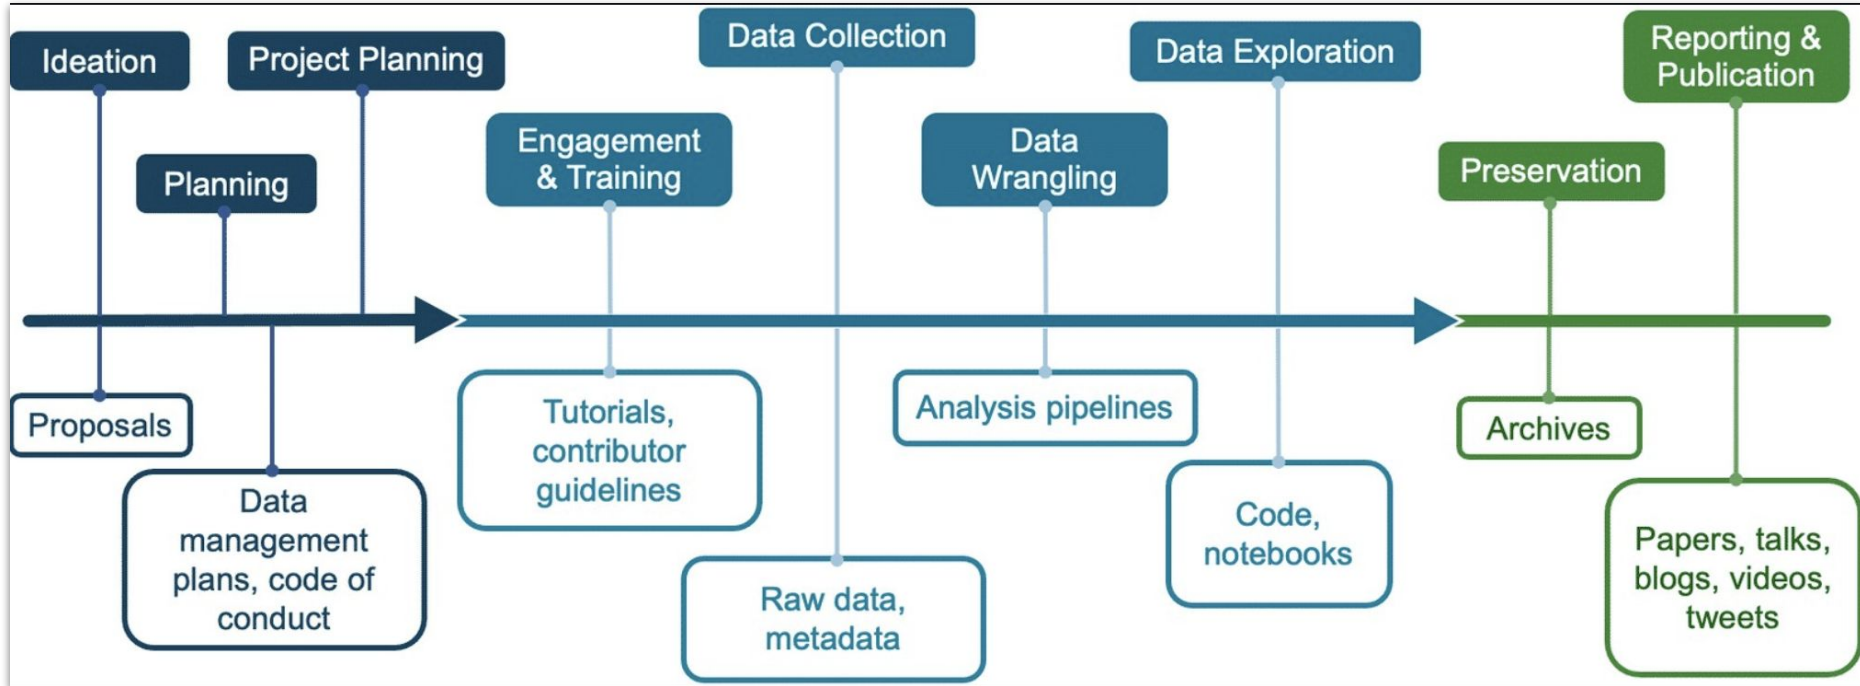 Ideation
Project Planning
Planning
Engagement
& Training
Data Collection
Data
Wrangling
Data Exploration
Preservation
Reporting &
Publication
Proposals
Data
management
plans, code of
conduct
Tutorials,
contributor
guidelines
Raw data,
metadata
Analysis pipelines
Code,
notebooks
Archives
Papers, talks,
blogs, videos,
tweets